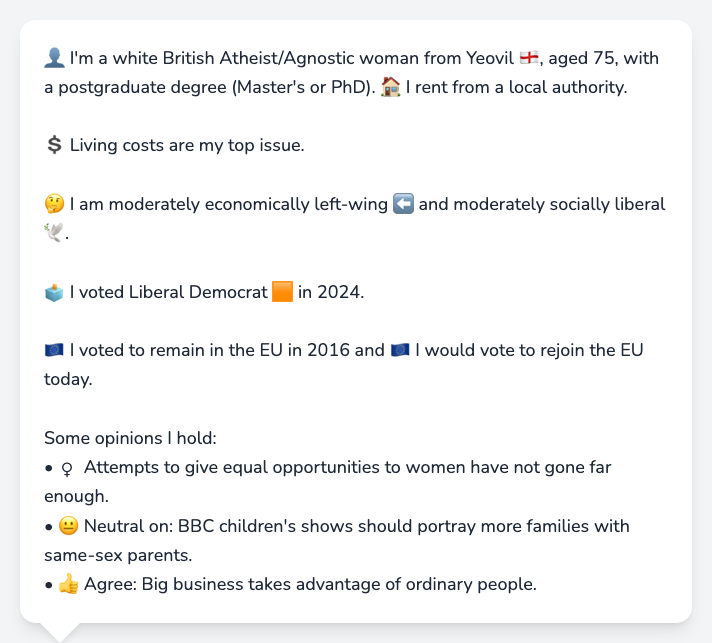 👤 I'm a white British Atheist/Agnostic woman from Yeovil 🏴󠁧󠁢󠁥󠁮󠁧󠁿, aged 75, with
a postgraduate degree (Master's or PhD). 🏠 I rent from a local authority.
💲 Living costs are my top issue.
🤔 I am moderately economically left-wing ⬅️ and moderately socially liberal
🕊️.
🗳️ I voted Liberal Democrat 🟧 in 2024.
🇪🇺 I voted to remain in the EU in 2016 and 🇪🇺 I would vote to rejoin the EU
today.
Some opinions I hold:
• ♀ Attempts to give equal opportunities to women have not gone far
enough.
• 😐 Neutral on: BBC children's shows should portray more families with
same-sex parents.
• 👍 Agree: Big business takes advantage of ordinary people.